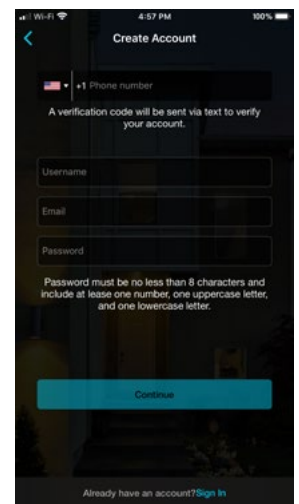 Wi-Fi 4:57 PM 100%
Create Account
+1 Phone number
A verification code will be sent via text to verify
your account.
Username
Email
Password
Password must be no less than 8 characters and
include at lease one number, one uppercase letter,
and one lowercase letter.
Continue
Already have an account?Sign In